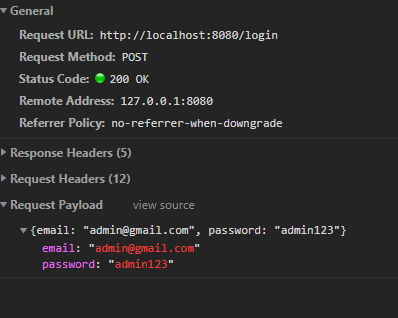 General
Request URL: http://localhost:8080/login
Request Method: POST
Status Code: 200 OK
Remote Address: 127.0.0.1:8080
Referrer Policy: no-referrer-when-downgrade
Response Headers (5)
Request Headers (12)
Request Payload view source
{email: "admin@gmail.com", password: "admin123"}
email: "admin@gmail.com"
password: "admin123"